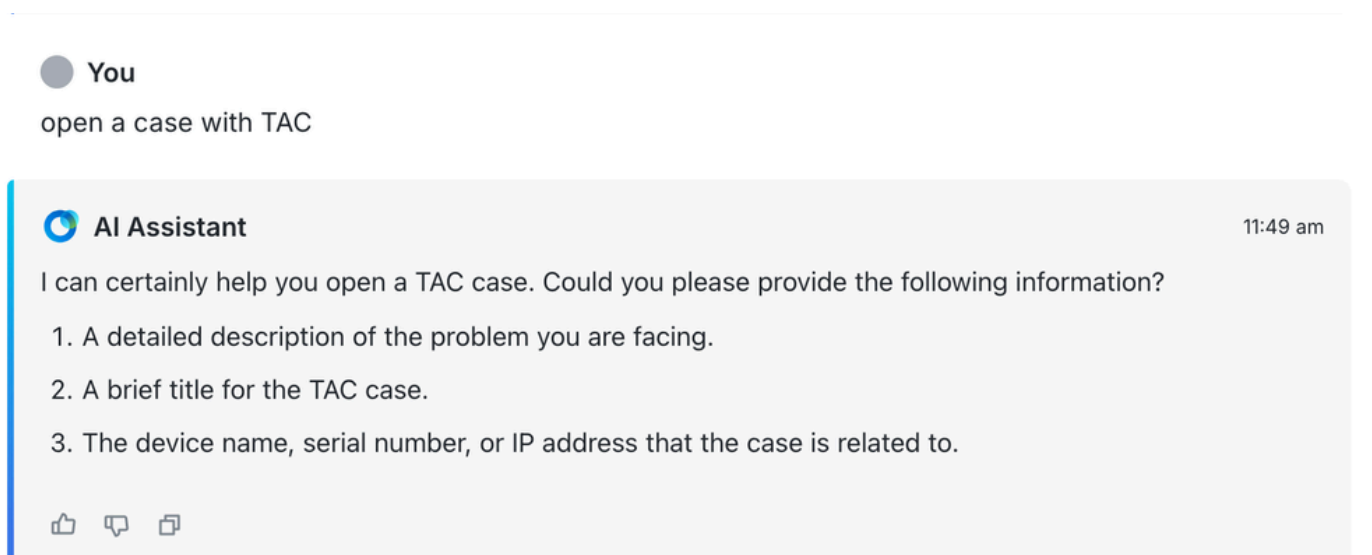 You
open a case with TAC
AI Assistant
11:49 am
I can certainly help you open a TAC case. Could you please provide the following information?
1. A detailed description of the problem you are facing.
2. A brief title for the TAC case.
3. The device name, serial number, or IP address that the case is related to.